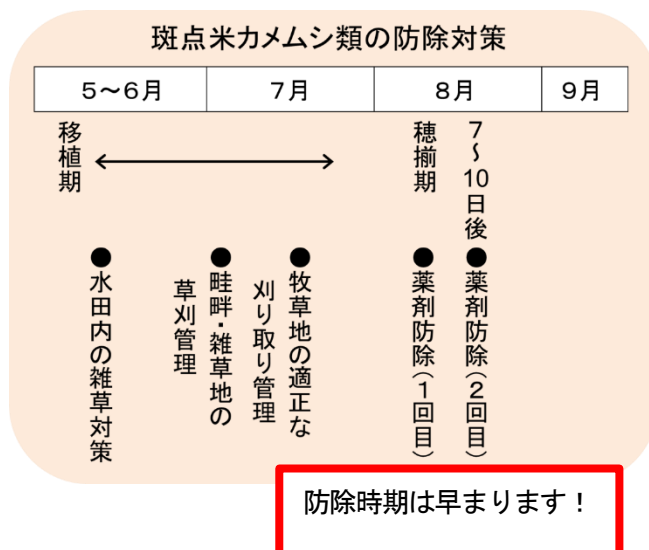 斑点米カメムシ類の防除対策
5～6月
7月
8月
9月
移植期
穂揃期
7～10日後
●水田内の雑草対策
●畦畔・雑草地の
草刈管理
●牧草地の適正な
刈り取り管理
●薬剤防除(1回目)
●薬剤防除(2回目)
防除時期は早まります！